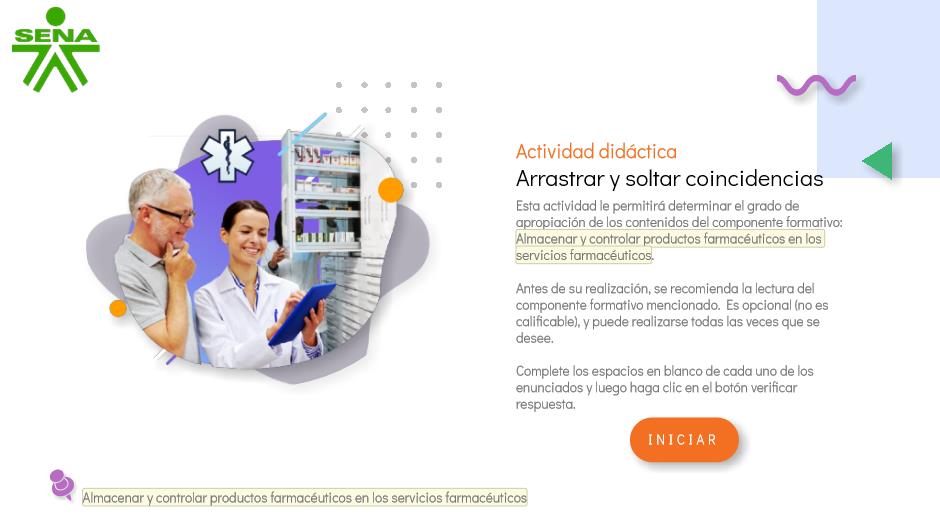 SENA
Actividad didáctica
Arrastrar y soltar coincidencias
Esta actividad le permitirá determinar el grado de
apropiación de los contenidos del componente formativo:
Almacenar y controlar productos farmacéuticos en los
servicios farmacéuticos.
Antes de su realización, se recomienda la lectura del
componente formativo mencionado. Es opcional (no es
calificable), y puede realizarse todas las veces que se
desee.
Complete los espacios en blanco de cada uno de los
enunciados y luego haga clic en el botón verificar
respuesta.
INICIAR
Almacenar y controlar productos farmacéuticos en los servicios farmacéuticos